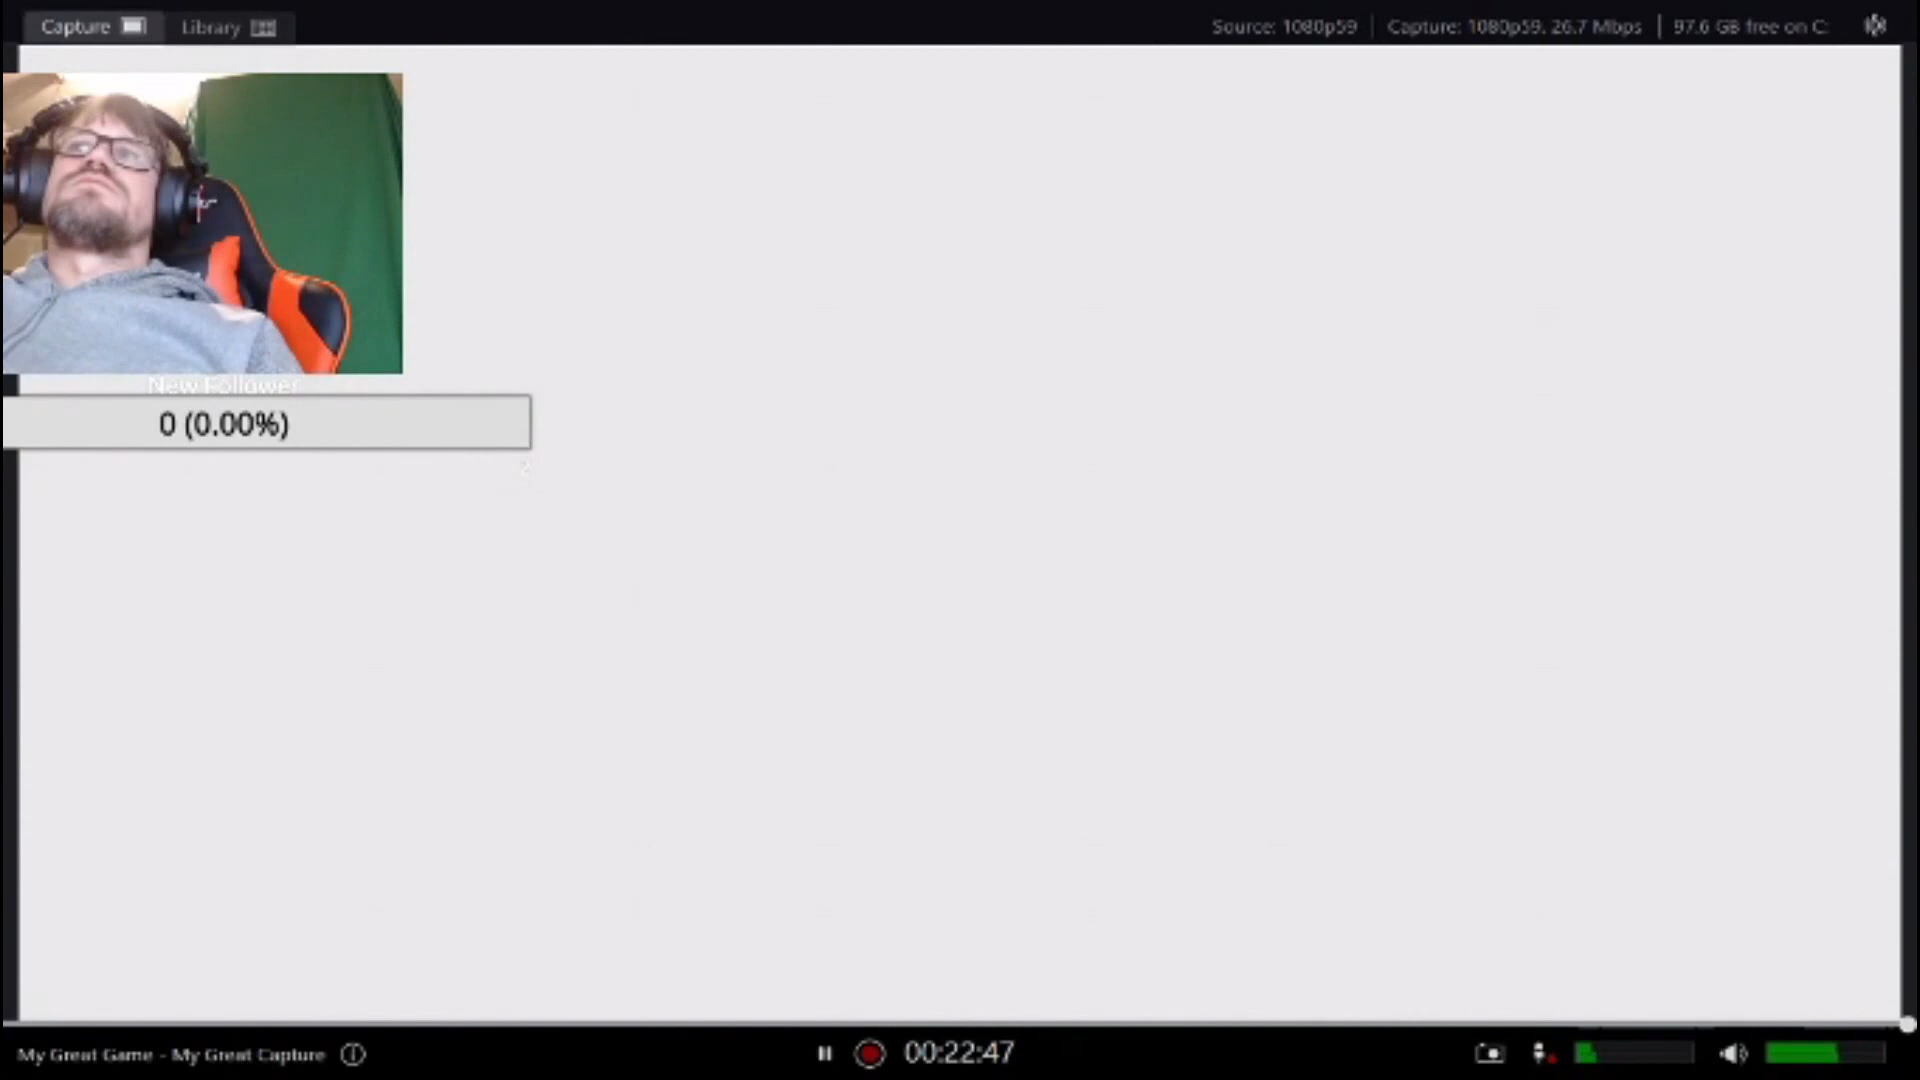 Capture
Library
Source: 1080p59
Capture: 1080p59, 26.7 Mbps
97.6 GB free on C:
New Follower
0 (0.00%)
2
My Great Game - My Great Capture
00:22:47